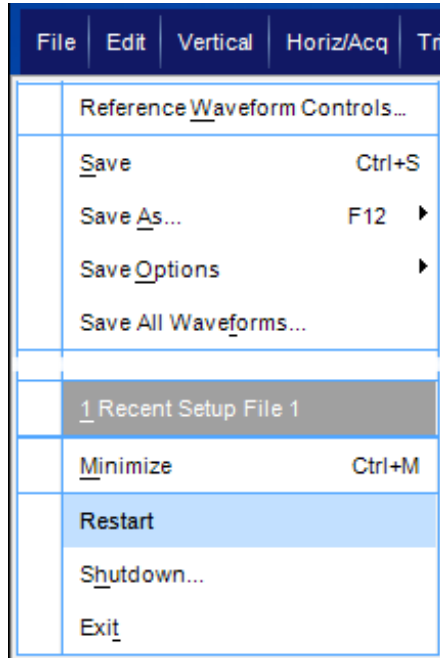 File Edit Vertical Horiz/Acq Tri
Reference Waveform Controls...
Save Ctrl+S
Save As... F12
Save Options
Save All Waveforms...
1 Recent Setup File 1
Minimize Ctrl+M
Restart
Shutdown...
Exit